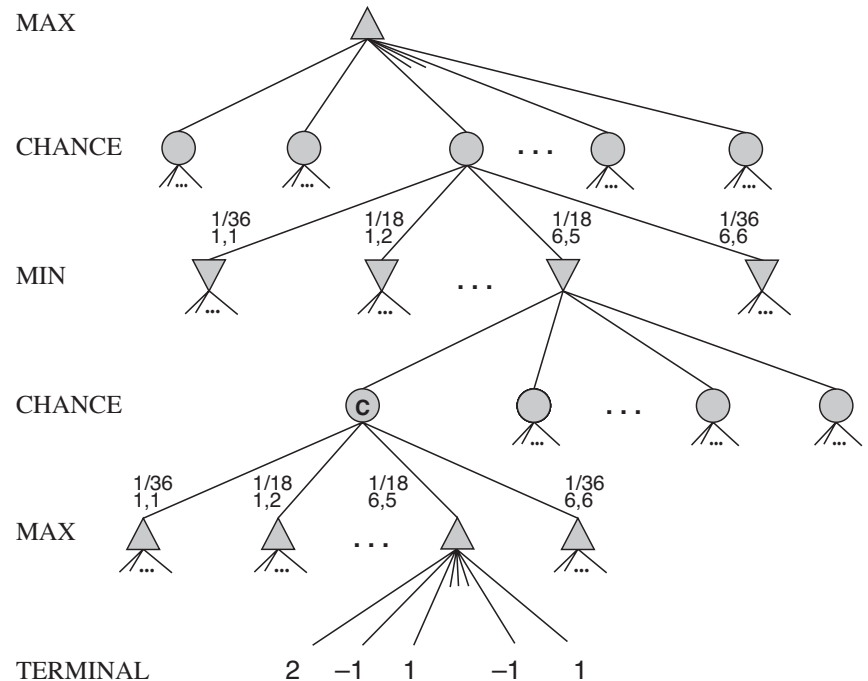 MAX
CHANCE
...
... ... ... ... ...
1/36 1/18 1/18 1/36
1,1 1,2 6,5 6,6
MIN
...
... ... ... ...
CHANCE
C
...
... ... ...
1/36 1/18 1/18 1/36
1,1 1,2 6,5 6,6
MAX
...
... ... ...
TERMINAL 2 –1 1 –1 1